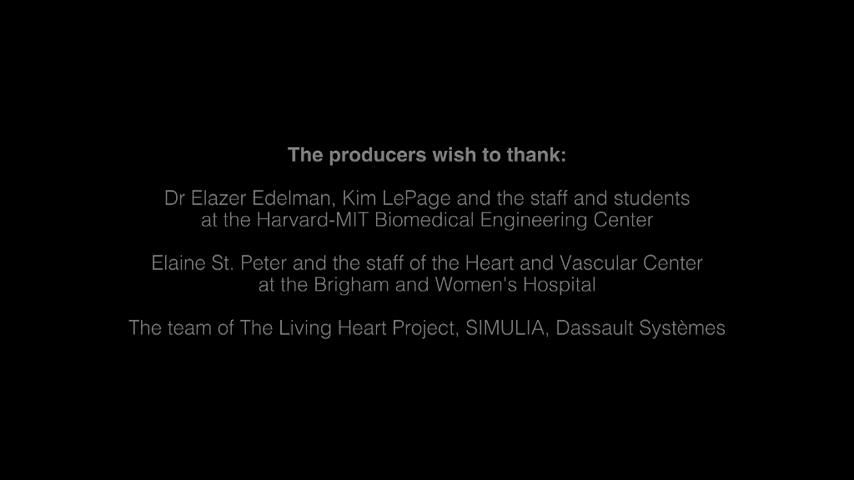 The producers wish to thank:
Dr Elazer Edelman, Kim LePage and the staff and students
at the Harvard-MIT Biomedical Engineering Center
Elaine St. Peter and the staff of the Heart and Vascular Center
at the Brigham and Women's Hospital
The team of The Living Heart Project, SIMULIA, Dassault Systèmes